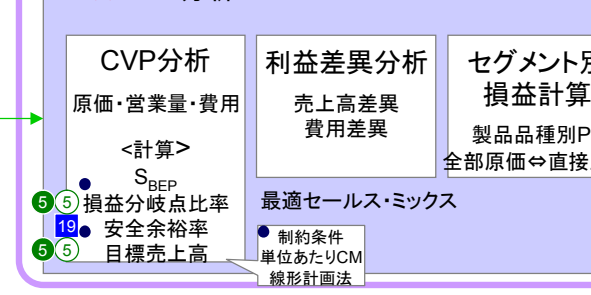 CVP分析
原価・営業量・費用
<計算>
S_BEP
⑤ ⑤ 損益分岐点比率
19 安全余裕率
⑤ ⑤ 目標売上高
利益差異分析
売上高差異
費用差異
セグメント別
損益計算
製品品種別P
全部原価⇔直接
最適セールス・ミックス
制約条件
単位あたりCM
線形計画法